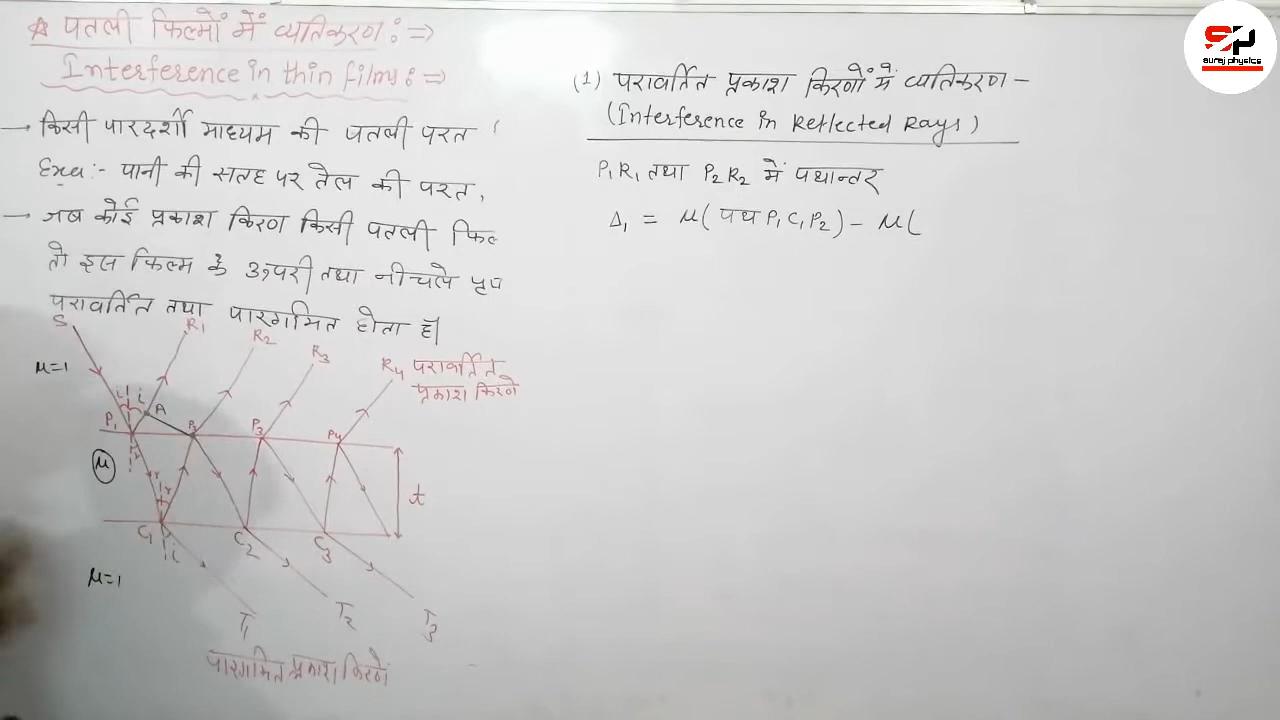 ☆ पतली फिल्मों में व्यतिकरण : ⇒
Interference in thin films : ⇒
→ किसी पारदर्शी माध्यम की पतली परत
Exa :- पानी की सतह पर तेल की परत,
→ जब कोई प्रकाश किरण किसी पतली फिल
तो इस फिल्म के ऊपरी तथा नीचले पृष
परावर्तित तथा पारगमित होता है।
S R₁ R₂ R₃ R₄ परावर्तित
प्रकाश किरणे
μ=1
i i A
P₁ P₂ P₃ P₄
μ
r r r
t
C₁ C₂ C₃
i
μ=1
T₁ T₂ T₃
पारगमित प्रकाश किरणे
(1) परावर्तित प्रकाश किरणों में व्यतिकरण –
(Interference in Reflected Rays)
P₁R₁ तथा P₂R₂ में पथान्तर
Δ₁ = μ( पथ P₁C₁P₂) – μ(
SP
suraj physics